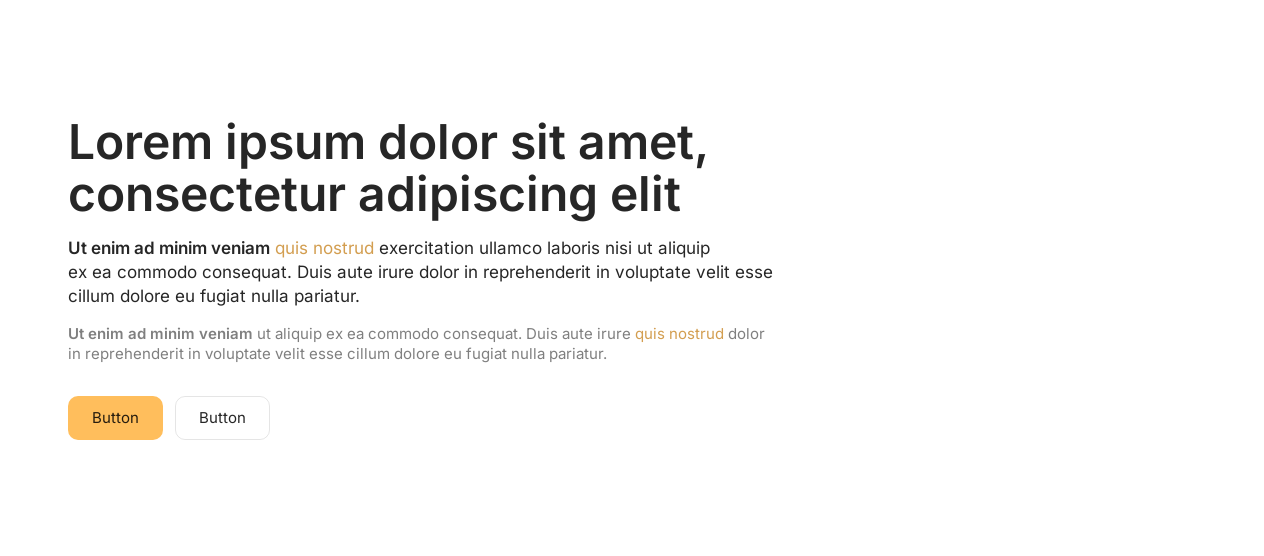 Lorem ipsum dolor sit amet,
consectetur adipiscing elit
Ut enim ad minim veniam quis nostrud exercitation ullamco laboris nisi ut aliquip
ex ea commodo consequat. Duis aute irure dolor in reprehenderit in voluptate velit esse
cillum dolore eu fugiat nulla pariatur.
Ut enim ad minim veniam ut aliquip ex ea commodo consequat. Duis aute irure quis nostrud dolor
in reprehenderit in voluptate velit esse cillum dolore eu fugiat nulla pariatur.
Button Button